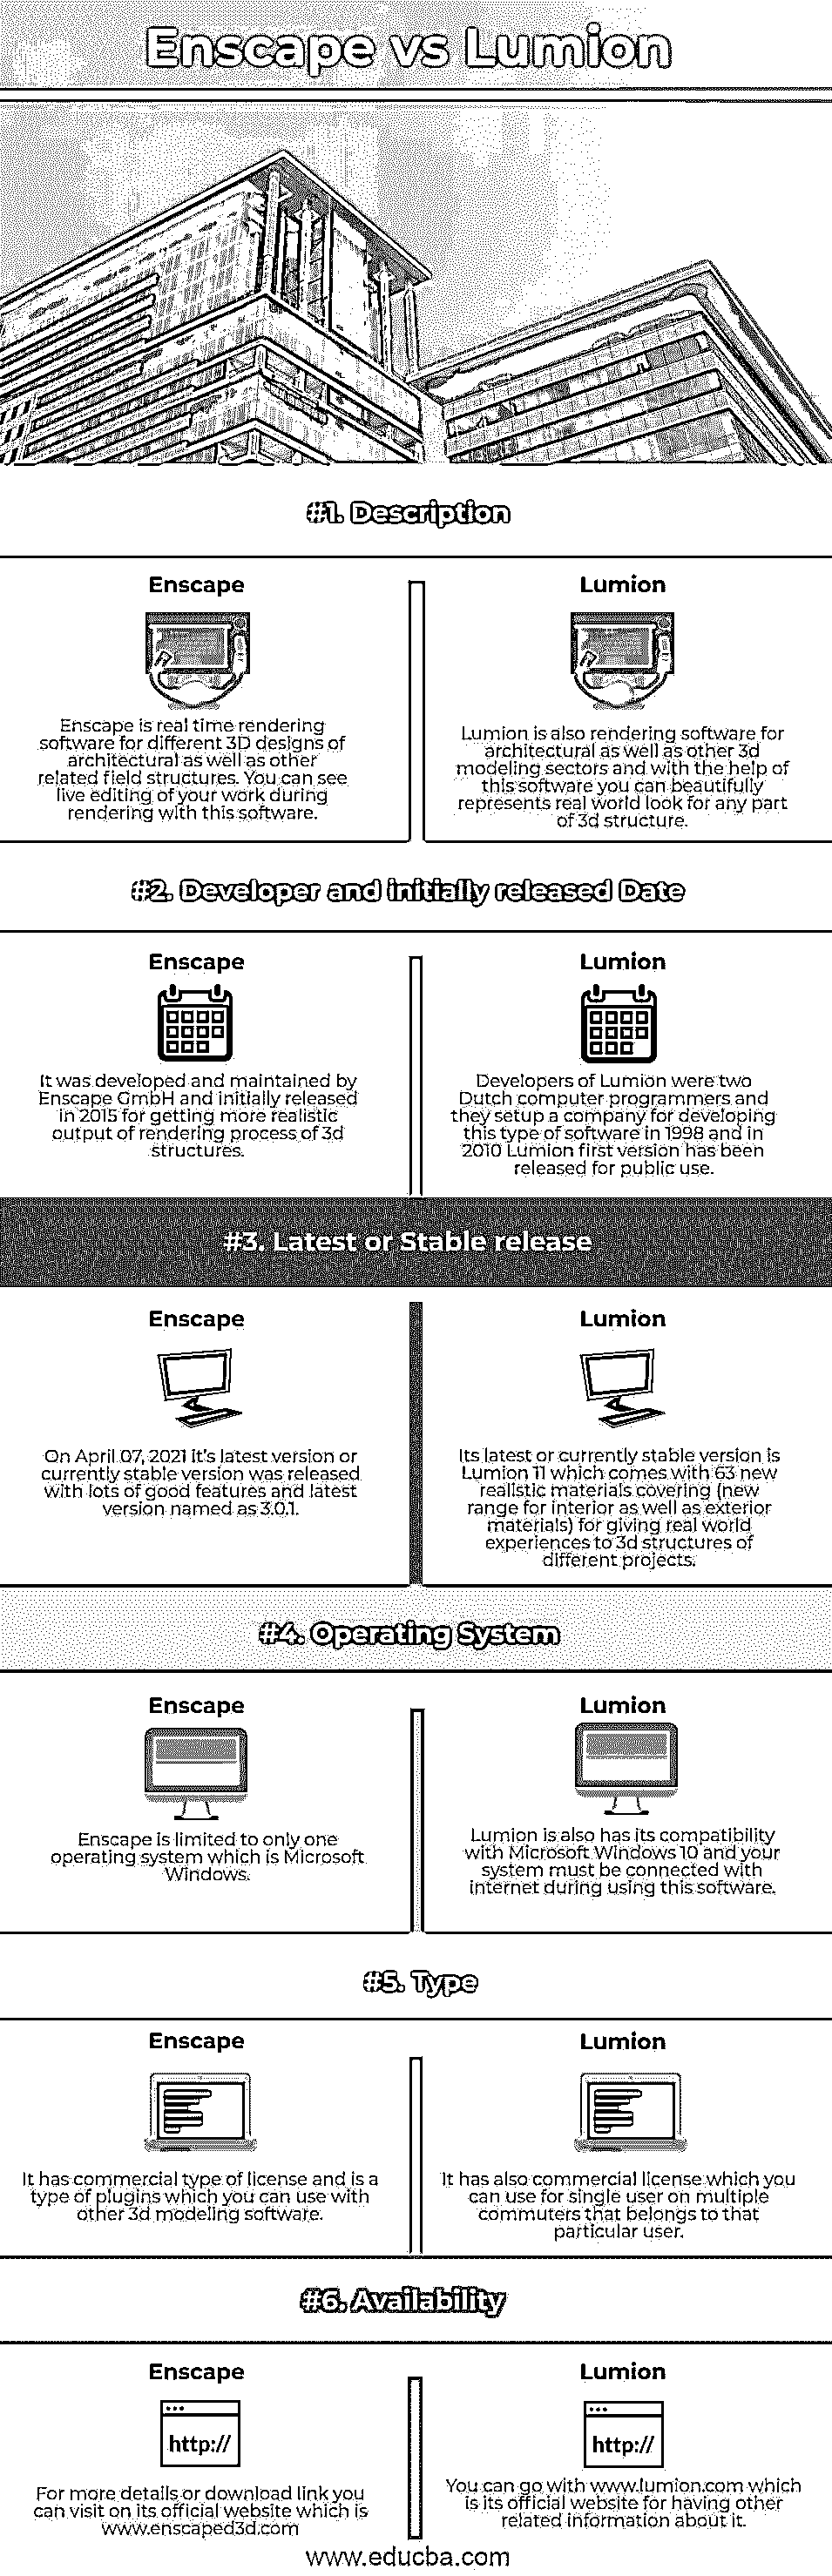 Enscape vs Lumion
#1. Description
Enscape
Enscape is real time rendering
software for different 3D designs of
architectural as well as other
related field structures. You can see
live editing of your work during
rendering with this software.
Lumion
Lumion is also rendering software for
architectural as well as other 3d
modeling sectors and with the help of
this software you can beautifully
represents real world look for any part
of 3d structure.
#2. Developer and initially released Date
Enscape
It was developed and maintained by
Enscape GmbH and initially released
in 2015 for getting more realistic
output of rendering process of 3d
structures.
Lumion
Developers of Lumion were two
Dutch computer programmers and
they setup a company for developing
this type of software in 1998 and in
2010 Lumion first version has been
released for public use.
#3. Latest or Stable release
Enscape
On April 07, 2021 it's latest version or
currently stable version was released
with lots of good features and latest
version named as 3.0.1.
Lumion
Its latest or currently stable version is
Lumion 11 which comes with 63 new
realistic materials covering (new
range for interior as well as exterior
materials) for giving real world
experiences to 3d structures of
different projects.
#4. Operating System
Enscape
Enscape is limited to only one
operating system which is Microsoft
Windows.
Lumion
Lumion is also has its compatibility
with Microsoft Windows 10 and your
system must be connected with
internet during using this software.
#5. Type
Enscape
It has commercial type of license and is a
type of plugins which you can use with
other 3d modeling software.
Lumion
It has also commercial license which you
can use for single user on multiple
commuters that belongs to that
particular user.
#6. Availability
Enscape
http://
For more details or download link you
can visit on its official website which is
www.enscaped3d.com
Lumion
http://
You can go with www.lumion.com which
is its official website for having other
related information about it.
www.educba.com